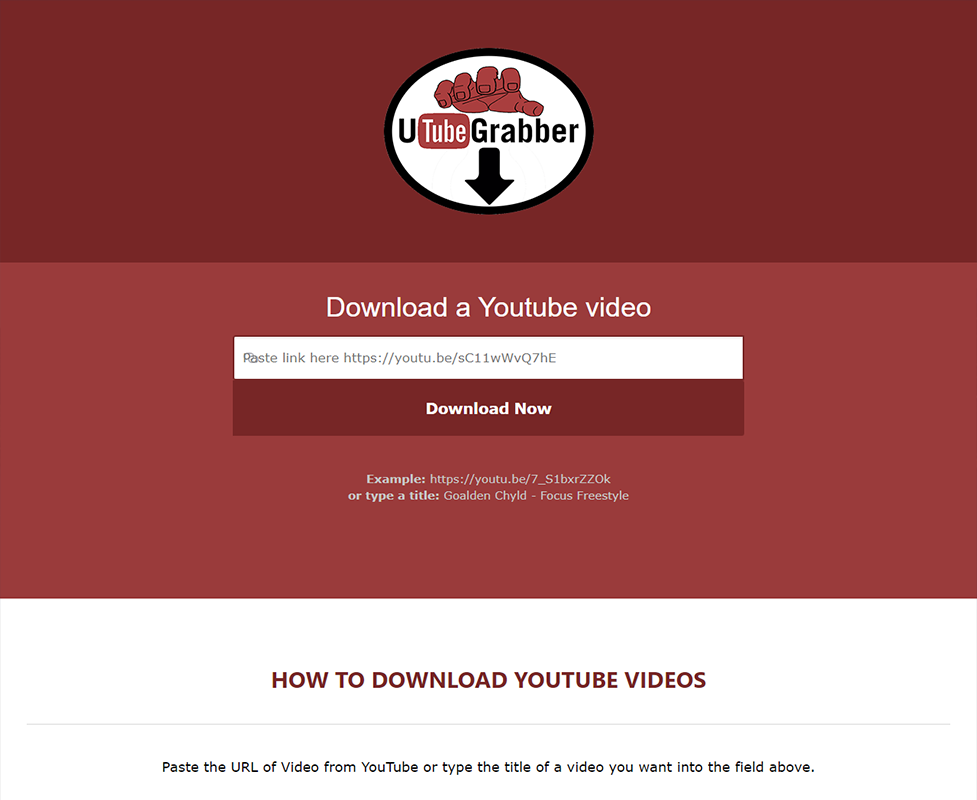 UTubeGrabber
Download a Youtube video
Paste link here https://youtu.be/sC11wWvQ7hE
Download Now
Example: https://youtu.be/7_S1bxrZZOk
or type a title: Goalden Chyld - Focus Freestyle
HOW TO DOWNLOAD YOUTUBE VIDEOS
Paste the URL of Video from YouTube or type the title of a video you want into the field above.